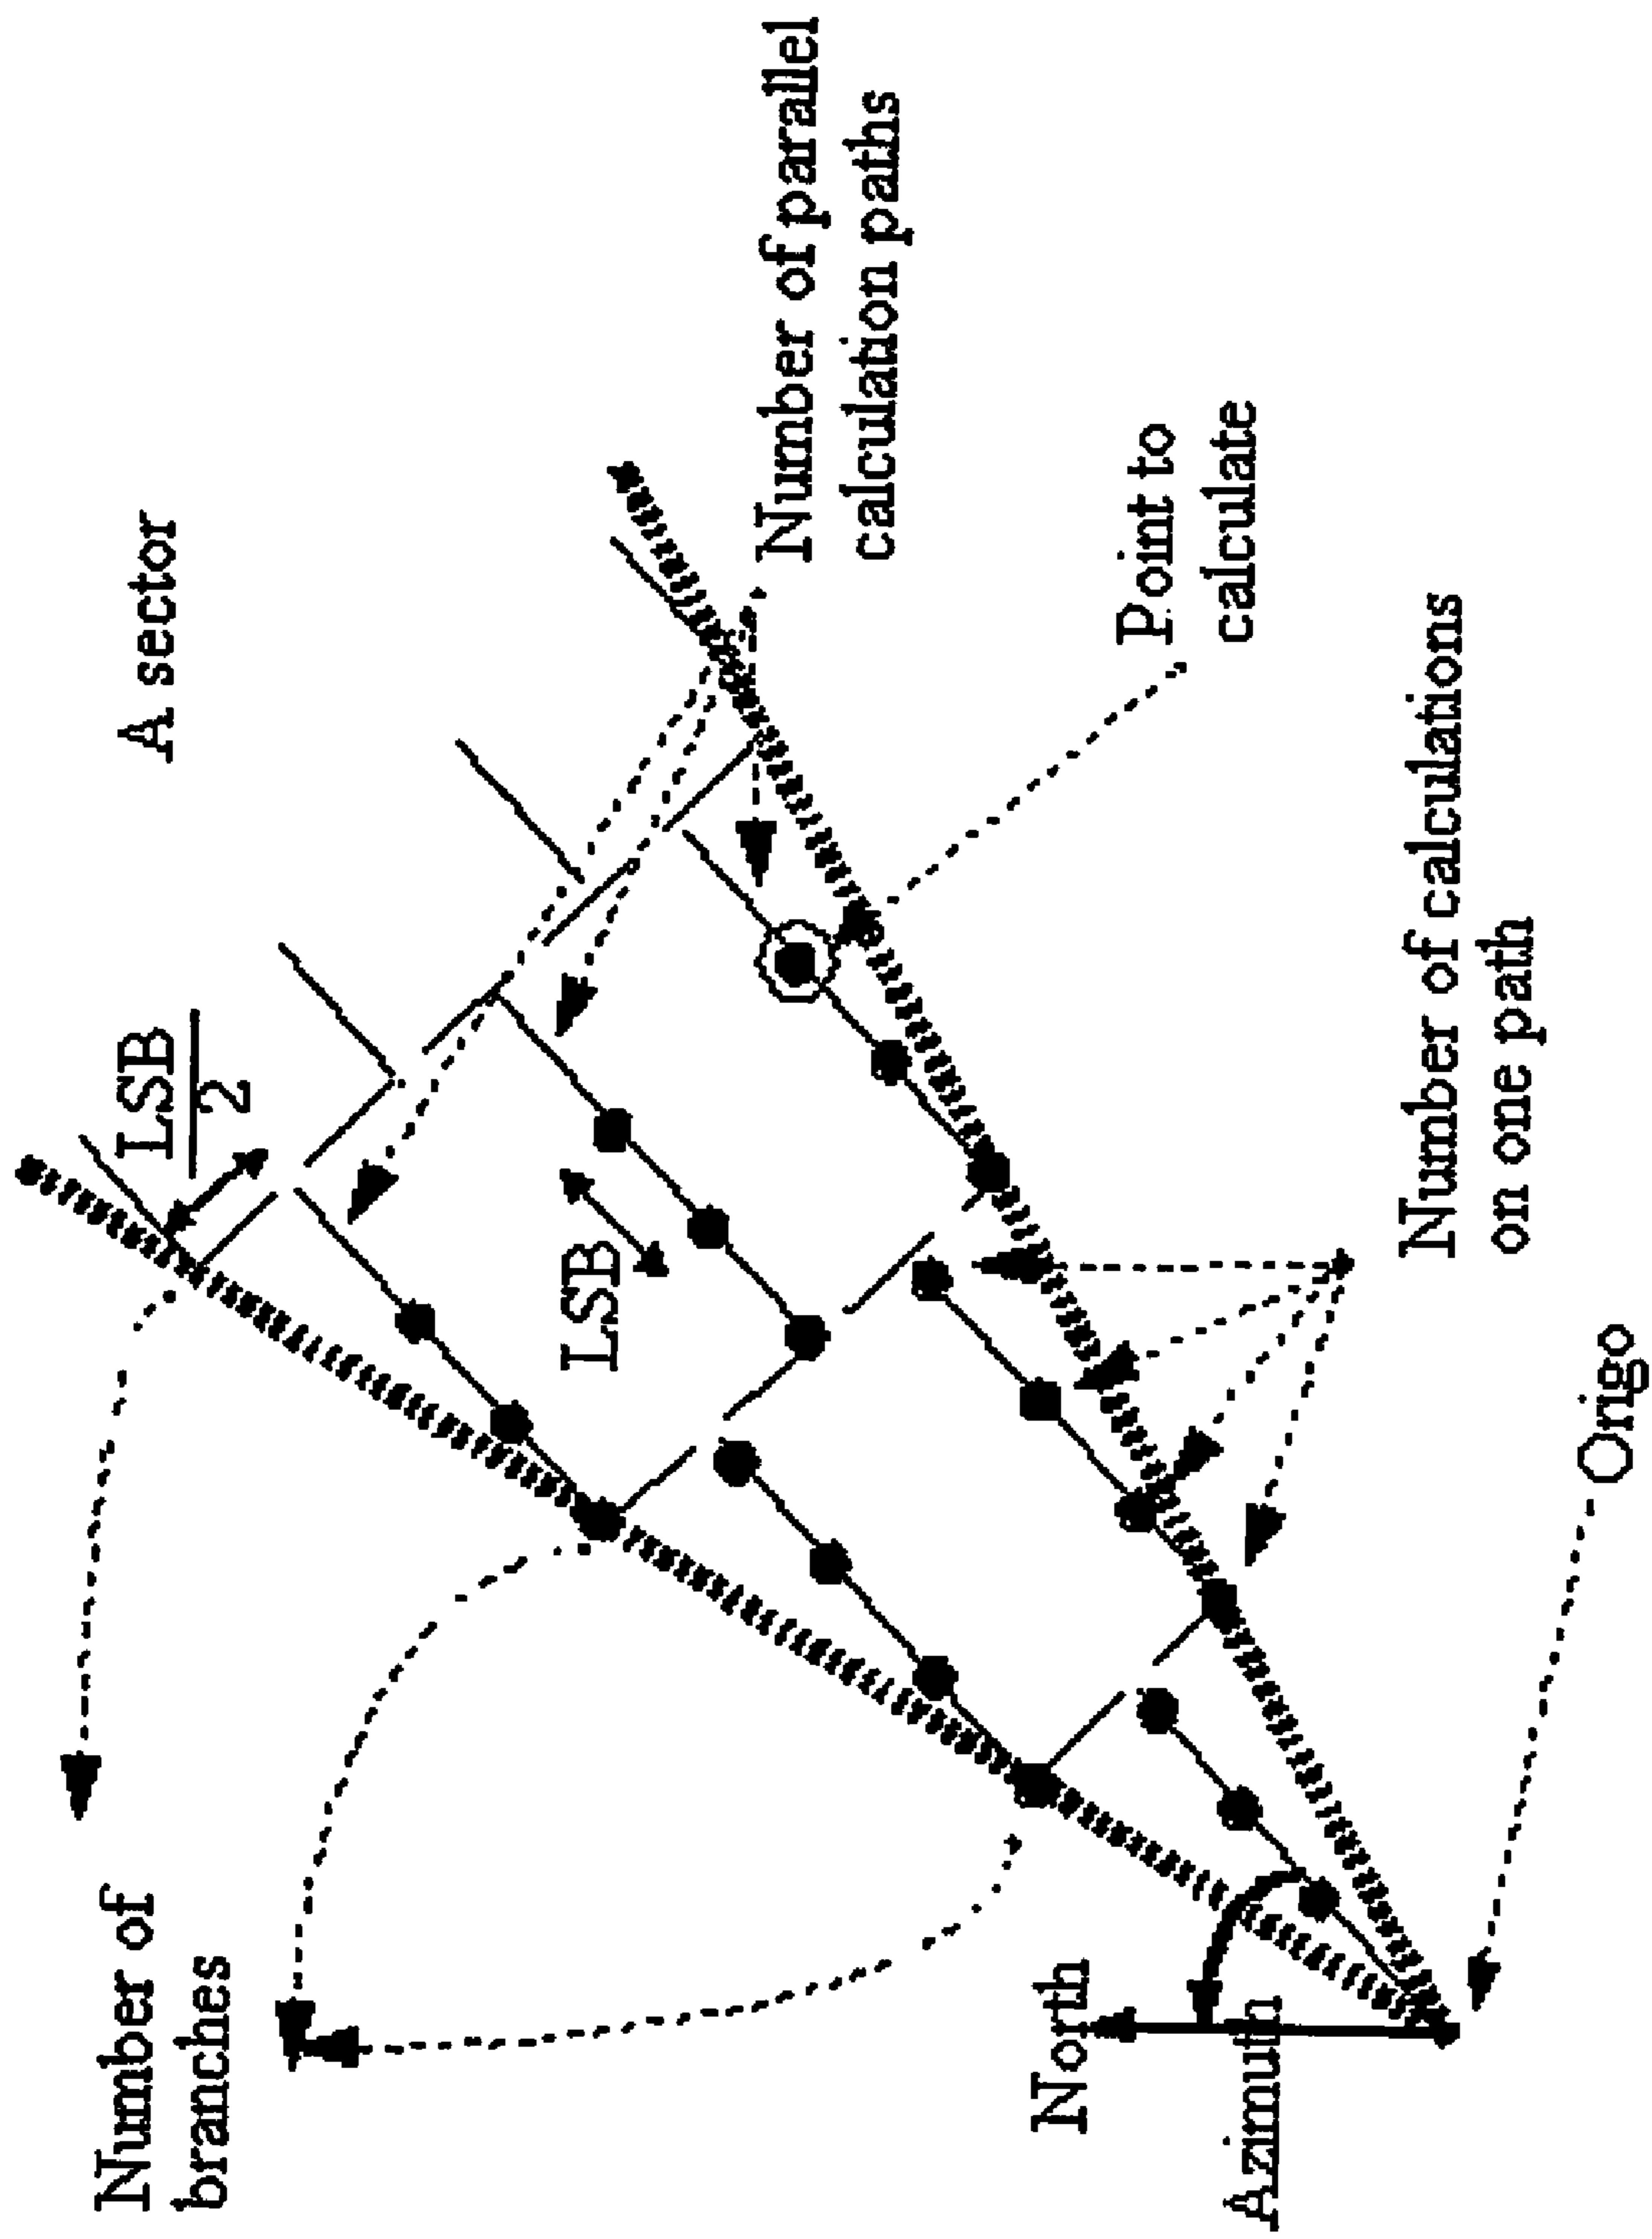 Number of
branches
LSB
2
A sector
LSB
Number of parallel
calculation paths
North
Azimuth
Point to
calculate
Number of calculations
on one path
Origo